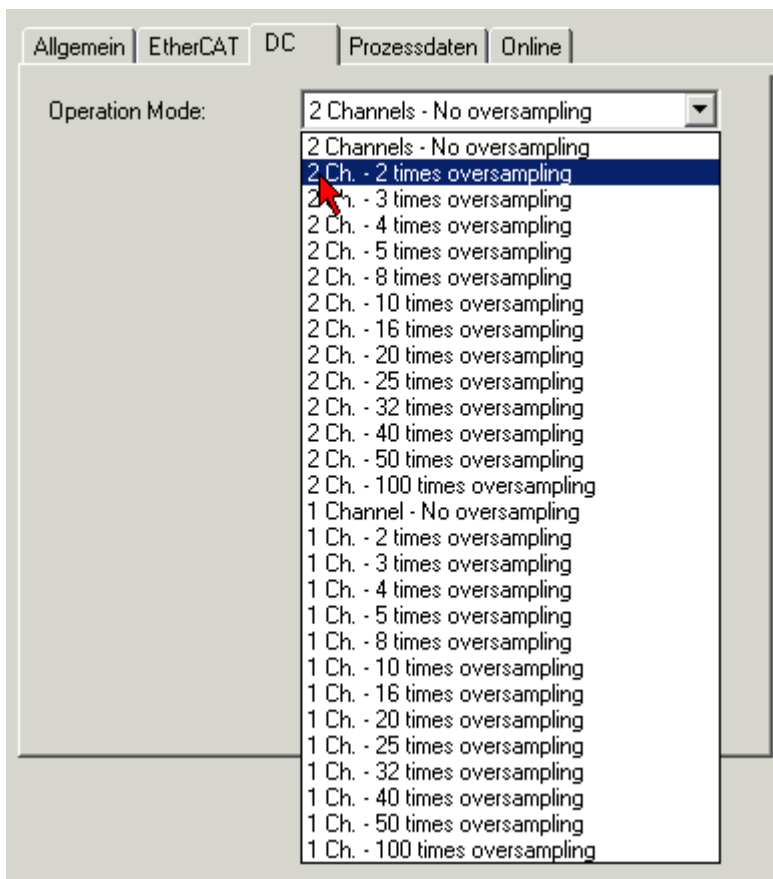 Allgemein EtherCAT DC Prozessdaten Online
Operation Mode: 2 Channels - No oversampling
2 Channels - No oversampling
2 Ch. - 2 times oversampling
2 Ch. - 3 times oversampling
2 Ch. - 4 times oversampling
2 Ch. - 5 times oversampling
2 Ch. - 8 times oversampling
2 Ch. - 10 times oversampling
2 Ch. - 16 times oversampling
2 Ch. - 20 times oversampling
2 Ch. - 25 times oversampling
2 Ch. - 32 times oversampling
2 Ch. - 40 times oversampling
2 Ch. - 50 times oversampling
2 Ch. - 100 times oversampling
1 Channel - No oversampling
1 Ch. - 2 times oversampling
1 Ch. - 3 times oversampling
1 Ch. - 4 times oversampling
1 Ch. - 5 times oversampling
1 Ch. - 8 times oversampling
1 Ch. - 10 times oversampling
1 Ch. - 16 times oversampling
1 Ch. - 20 times oversampling
1 Ch. - 25 times oversampling
1 Ch. - 32 times oversampling
1 Ch. - 40 times oversampling
1 Ch. - 50 times oversampling
1 Ch. - 100 times oversampling